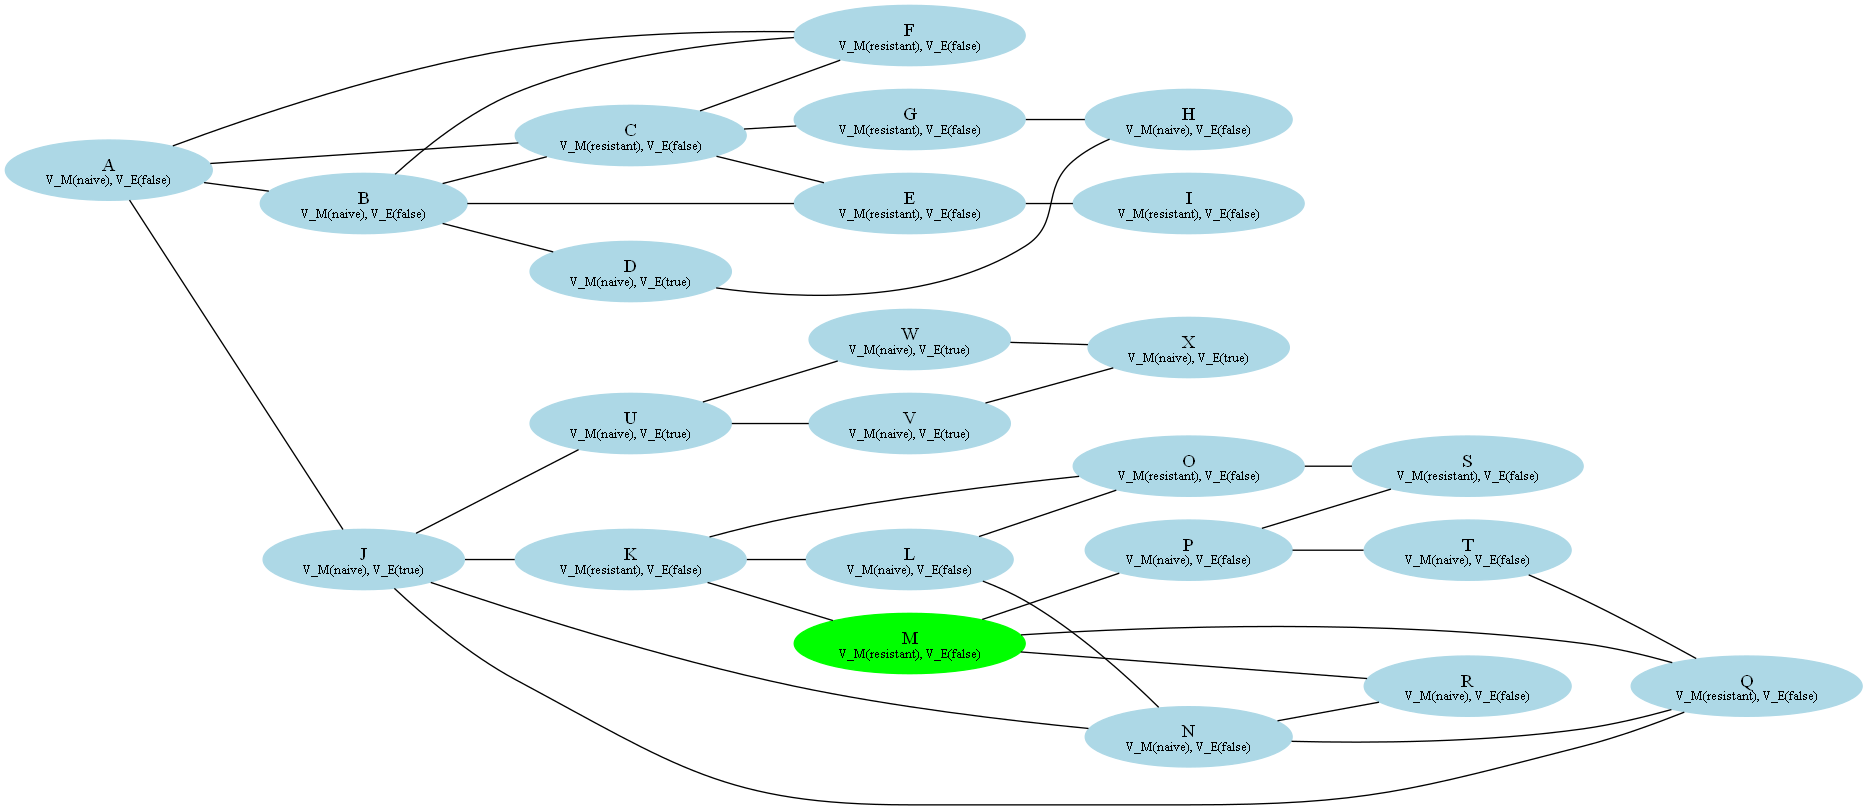 F
V_M(resistant), V_E(false)
G
V_M(resistant), V_E(false)
H
V_M(naive), V_E(false)
C
V_M(resistant), V_E(false)
A
V_M(naive), V_E(false)
B
V_M(naive), V_E(false)
E
V_M(resistant), V_E(false)
I
V_M(resistant), V_E(false)
D
V_M(naive), V_E(true)
W
V_M(naive), V_E(true)
X
V_M(naive), V_E(true)
U
V_M(naive), V_E(true)
V
V_M(naive), V_E(true)
O
V_M(resistant), V_E(false)
S
V_M(resistant), V_E(false)
J
V_M(naive), V_E(true)
K
V_M(resistant), V_E(false)
L
V_M(naive), V_E(false)
P
V_M(naive), V_E(false)
T
V_M(naive), V_E(false)
M
V_M(resistant), V_E(false)
R
V_M(naive), V_E(false)
Q
V_M(resistant), V_E(false)
N
V_M(naive), V_E(false)